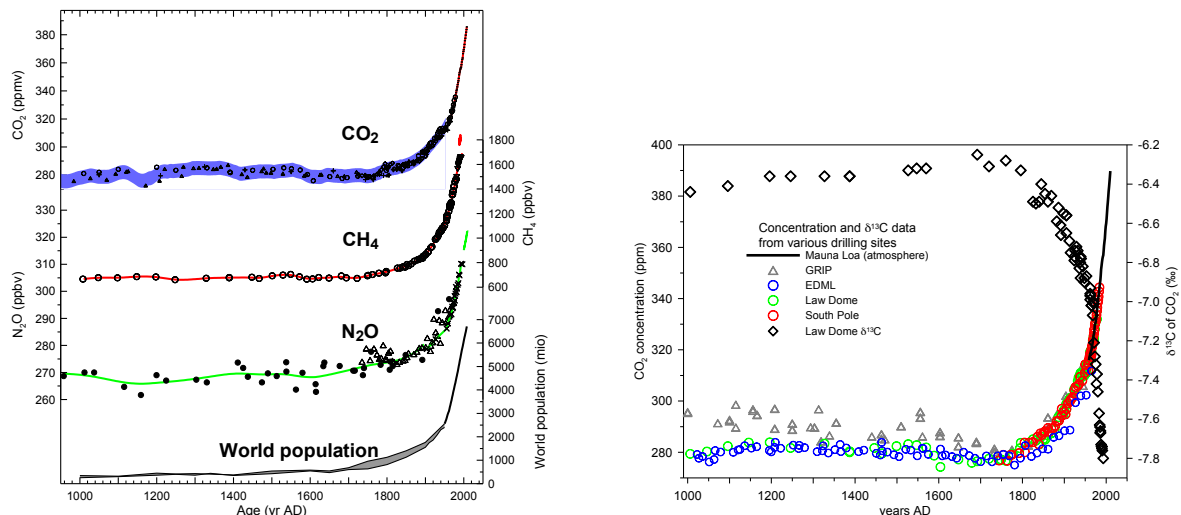 380
370
360
350
340
330
320
310
300
290
280
CO2 (ppmv)
CO2
1800
1600
1400
1200
1000
800
600
CH4 (ppbv)
CH4
330
320
310
300
290
280
270
260
N2O (ppbv)
N2O
7000
6000
5000
4000
3000
2000
1000
0
World population (mio)
World population
1000 1200 1400 1600 1800 2000
Age (yr AD)
400
380
360
340
320
300
280
CO2 concentration (ppm)
-6.2
-6.4
-6.6
-6.8
-7.0
-7.2
-7.4
-7.6
-7.8
δ13C of CO2 (‰)
Concentration and δ13C data
from various drilling sites
Mauna Loa (atmosphere)
GRIP
EDML
Law Dome
South Pole
Law Dome δ13C
1000 1200 1400 1600 1800 2000
years AD